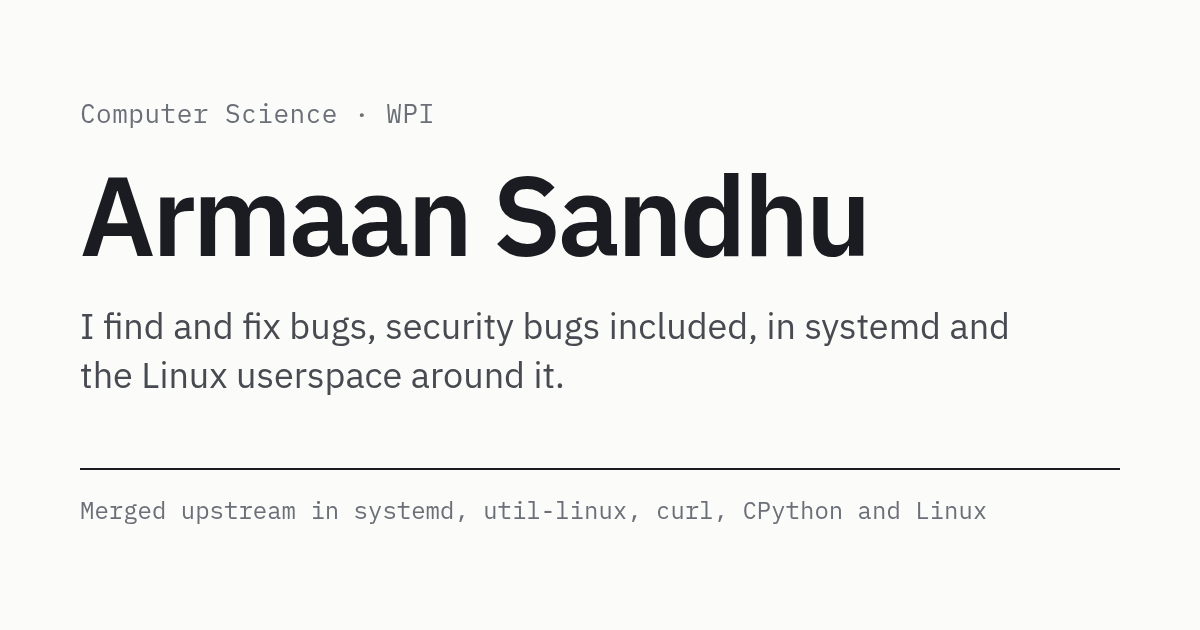 Computer Science · WPI
Armaan Sandhu
I find and fix bugs, security bugs included, in systemd and
the Linux userspace around it.
Merged upstream in systemd, util-linux, curl, CPython and Linux